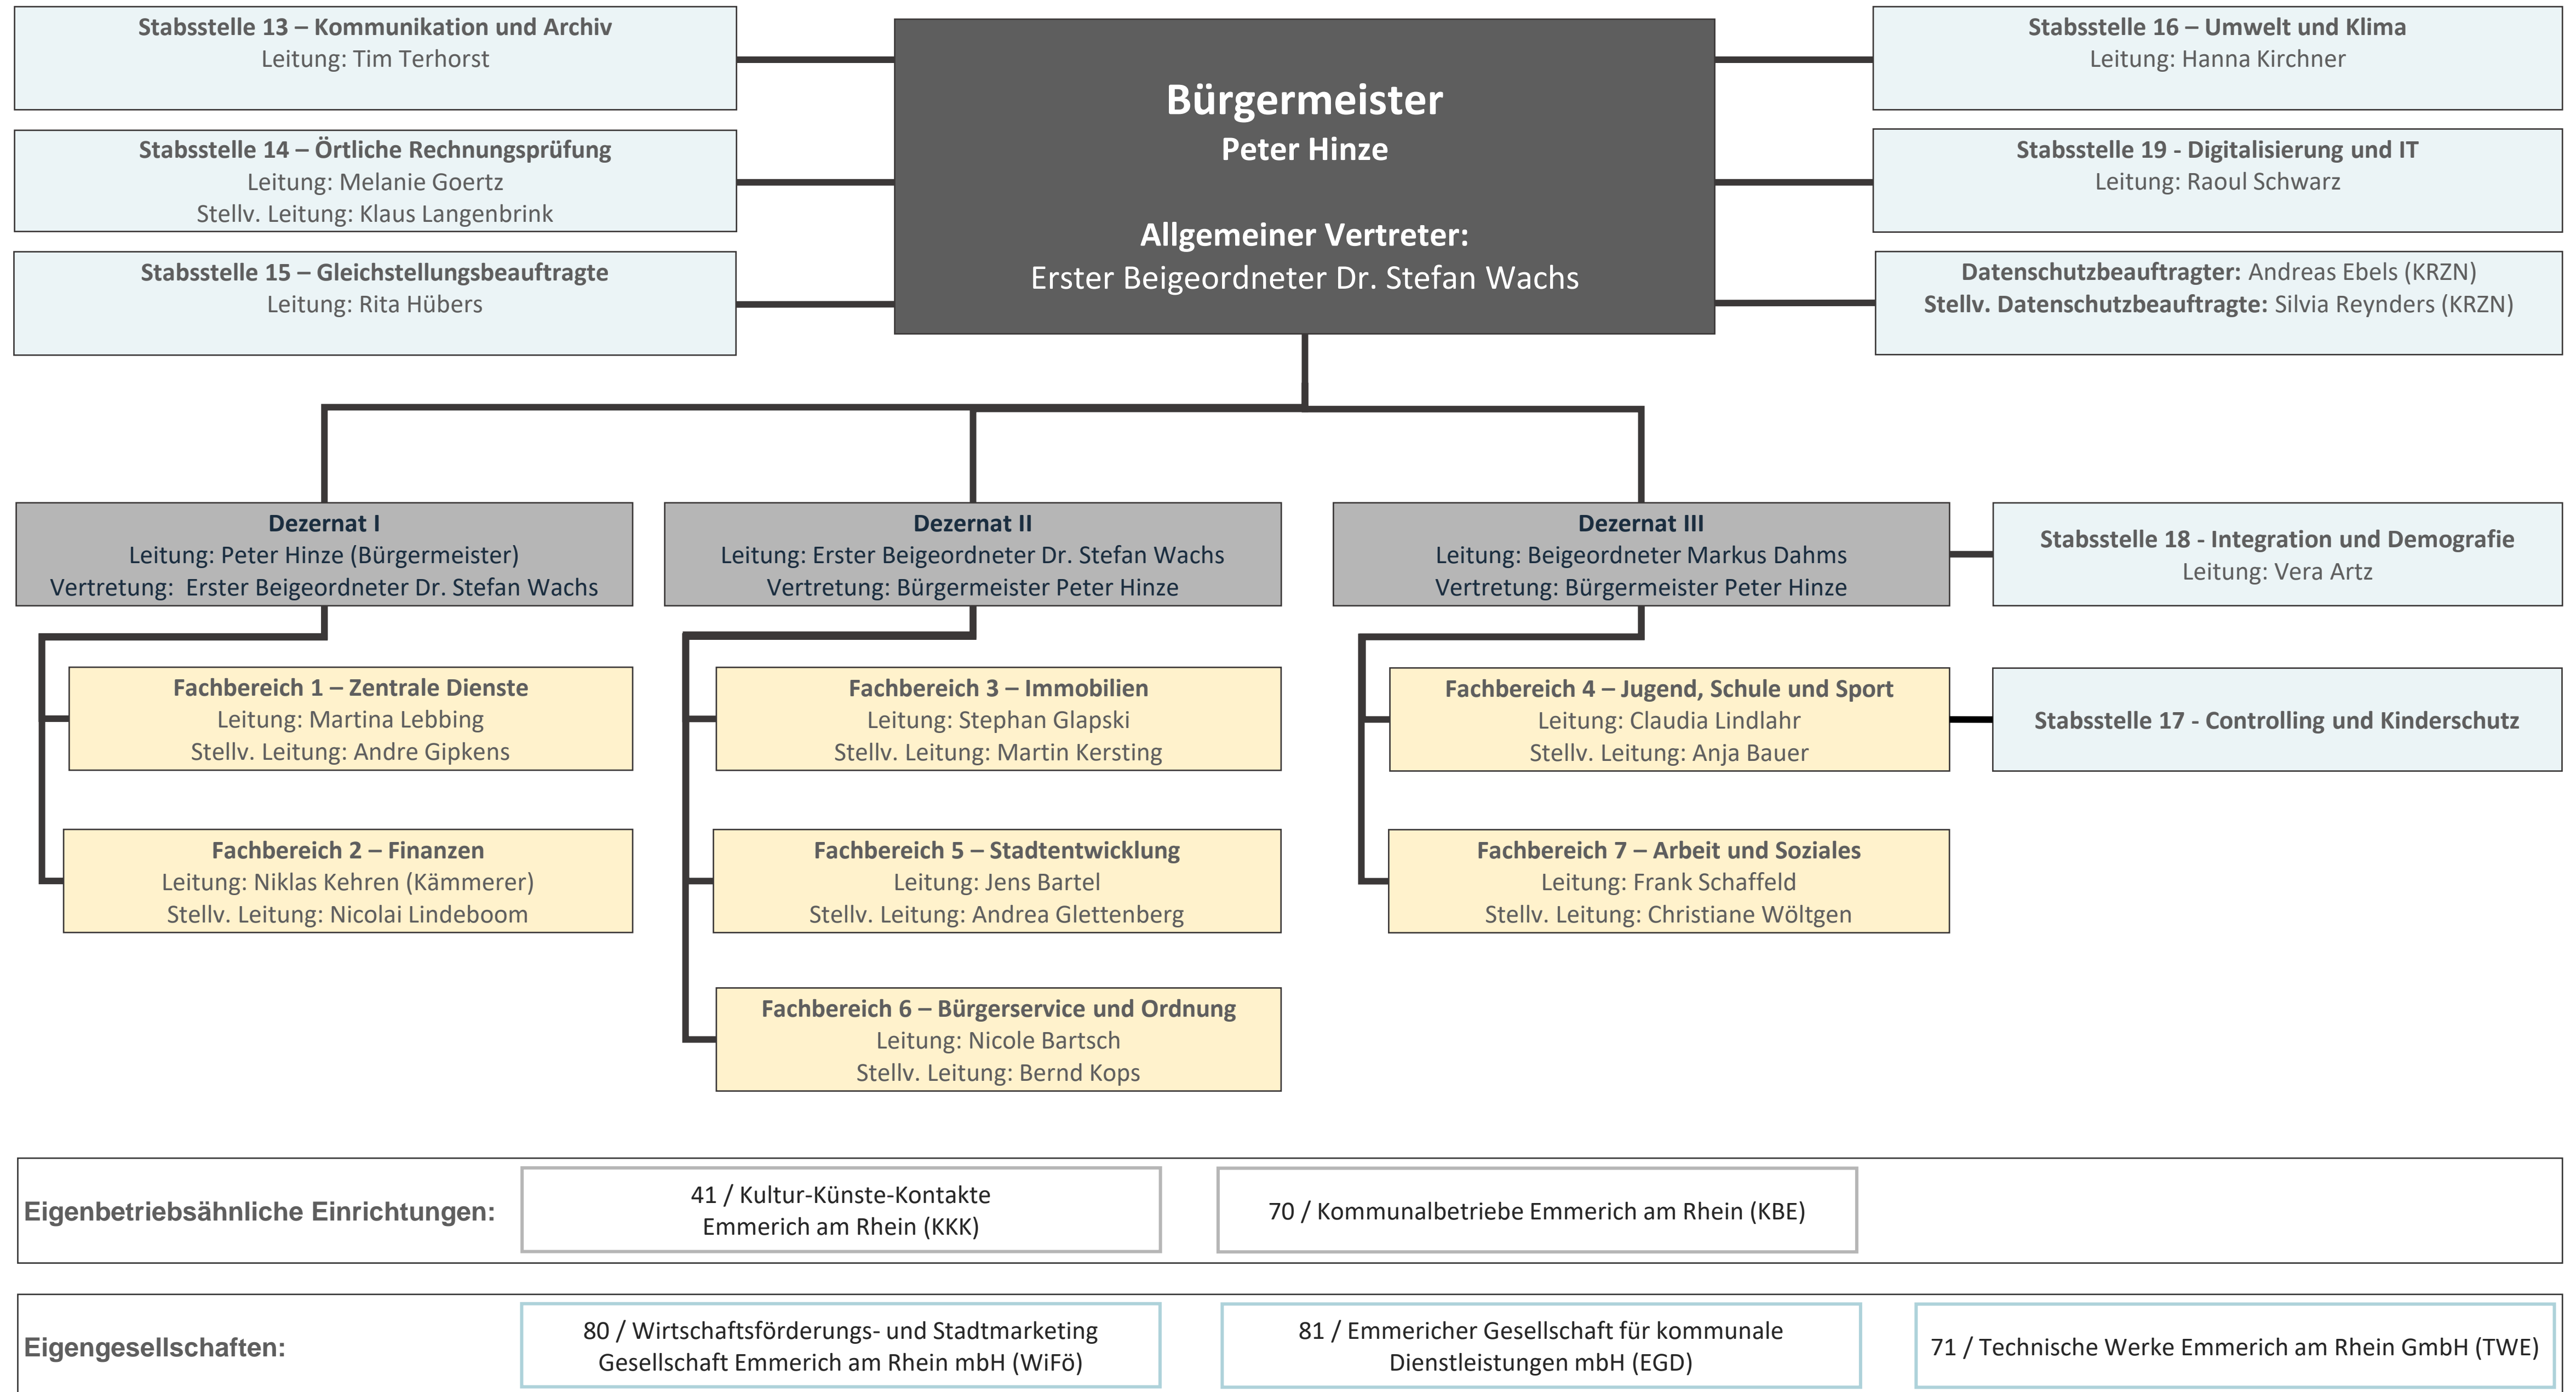 Stabsstelle 13 – Kommunikation und Archiv
Leitung: Tim Terhorst
Stabsstelle 14 – Örtliche Rechnungsprüfung
Leitung: Melanie Goertz
Stellv. Leitung: Klaus Langenbrink
Stabsstelle 15 – Gleichstellungsbeauftragte
Leitung: Rita Hübers
Bürgermeister
Peter Hinze
Allgemeiner Vertreter:
Erster Beigeordneter Dr. Stefan Wachs
Stabsstelle 16 – Umwelt und Klima
Leitung: Hanna Kirchner
Stabsstelle 19 - Digitalisierung und IT
Leitung: Raoul Schwarz
Datenschutzbeauftragter: Andreas Ebels (KRZN)
Stellv. Datenschutzbeauftragte: Silvia Reynders (KRZN)
Dezernat I
Leitung: Peter Hinze (Bürgermeister)
Vertretung: Erster Beigeordneter Dr. Stefan Wachs
Dezernat II
Leitung: Erster Beigeordneter Dr. Stefan Wachs
Vertretung: Bürgermeister Peter Hinze
Dezernat III
Leitung: Beigeordneter Markus Dahms
Vertretung: Bürgermeister Peter Hinze
Stabsstelle 18 - Integration und Demografie
Leitung: Vera Artz
Fachbereich 1 – Zentrale Dienste
Leitung: Martina Lebbing
Stellv. Leitung: Andre Gipkens
Fachbereich 3 – Immobilien
Leitung: Stephan Glapski
Stellv. Leitung: Martin Kersting
Fachbereich 4 – Jugend, Schule und Sport
Leitung: Claudia Lindlahr
Stellv. Leitung: Anja Bauer
Stabsstelle 17 - Controlling und Kinderschutz
Fachbereich 2 – Finanzen
Leitung: Niklas Kehren (Kämmerer)
Stellv. Leitung: Nicolai Lindeboom
Fachbereich 5 – Stadtentwicklung
Leitung: Jens Bartel
Stellv. Leitung: Andrea Glettenberg
Fachbereich 7 – Arbeit und Soziales
Leitung: Frank Schaffeld
Stellv. Leitung: Christiane Wöltgen
Fachbereich 6 – Bürgerservice und Ordnung
Leitung: Nicole Bartsch
Stellv. Leitung: Bernd Kops
Eigenbetriebsähnliche Einrichtungen:
41 / Kultur-Künste-Kontakte
Emmerich am Rhein (KKK)
70 / Kommunalbetriebe Emmerich am Rhein (KBE)
Eigengesellschaften:
80 / Wirtschaftsförderungs- und Stadtmarketing
Gesellschaft Emmerich am Rhein mbH (WiFö)
81 / Emmericher Gesellschaft für kommunale
Dienstleistungen mbH (EGD)
71 / Technische Werke Emmerich am Rhein GmbH (TWE)